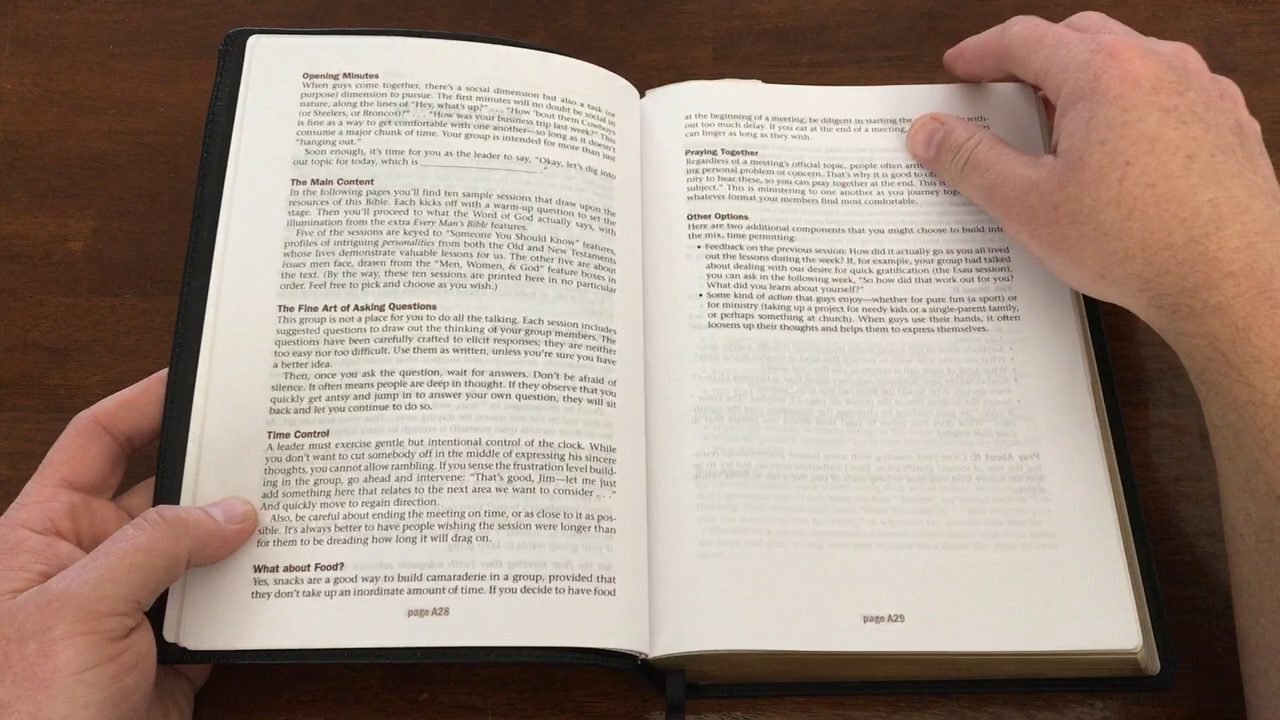 Opening Minutes
When guys come together, there's a social dimension but also a task (or
purpose) dimension to pursue. The first minutes will no doubt be social in
nature, along the lines of "Hey, what's up?" . . . "How 'bout them Cowboys
(or Steelers, or Broncos)?" . . . "How was your business trip last week?" This
is fine as a way to get comfortable with one another—so long as it doesn't
consume a major chunk of time. Your group is intended for more than just
"hanging out."
Soon enough, it's time for you as the leader to say, "Okay, let's dig into
our topic for today, which is ____________________."
The Main Content
In the following pages you'll find ten sample sessions that draw upon the
resources of this Bible. Each kicks off with a warm-up question to set the
stage. Then you'll proceed to what the Word of God actually says, with
illumination from the extra Every Man's Bible features.
Five of the sessions are keyed to "Someone You Should Know" features,
profiles of intriguing personalities from both the Old and New Testaments
whose lives demonstrate valuable lessons for us. The other five are about
issues men face, drawn from the "Men, Women, & God" feature boxes in
the text. (By the way, these ten sessions are printed here in no particular
order. Feel free to pick and choose as you wish.)
The Fine Art of Asking Questions
This group is not a place for you to do all the talking. Each session includes
suggested questions to draw out the thinking of your group members. The
questions have been carefully crafted to elicit responses; they are neither
too easy nor too difficult. Use them as written, unless you're sure you have
a better idea.
Then, once you ask the question, wait for answers. Don't be afraid of
silence. It often means people are deep in thought. If they observe that you
quickly get antsy and jump in to answer your own question, they will sit
back and let you continue to do so.
Time Control
A leader must exercise gentle but intentional control of the clock. While
you don't want to cut somebody off in the middle of expressing his sincere
thoughts, you cannot allow rambling. If you sense the frustration level build-
ing in the group, go ahead and intervene: "That's good, Jim—let me just
add something here that relates to the next area we want to consider . . ."
And quickly move to regain direction.
Also, be careful about ending the meeting on time, or as close to it as pos-
sible. It's always better to have people wishing the session were longer than
for them to be dreading how long it will drag on.
What about Food?
Yes, snacks are a good way to build camaraderie in a group, provided that
they don't take up an inordinate amount of time. If you decide to have food
page A28
at the beginning of a meeting, be diligent in starting the with-
out too much delay. If you eat at the end of a meeting,
can linger as long as they wish.
Praying Together
Regardless of a meeting's official topic, people often
ing personal problem or concern. That's why it is good to
nity to hear these, so you can pray together at the end. This is
subject." This is ministering to one another as you journey
whatever format your members find most comfortable.
Other Options
Here are two additional components that you might choose to build into
the mix, time permitting:
• Feedback on the previous session: How did it actually go as you all lived
out the lessons during the week? If, for example, your group had talked
about dealing with our desire for quick gratification (the Esau session),
you can ask in the following week, "So how did that work out for you?
What did you learn about yourself?"
• Some kind of action that guys enjoy—whether for pure fun (a sport) or
for ministry (taking up a project for needy kids or a single-parent family,
or perhaps something at church). When guys use their hands, it often
loosens up their thoughts and helps them to express themselves.
page A29